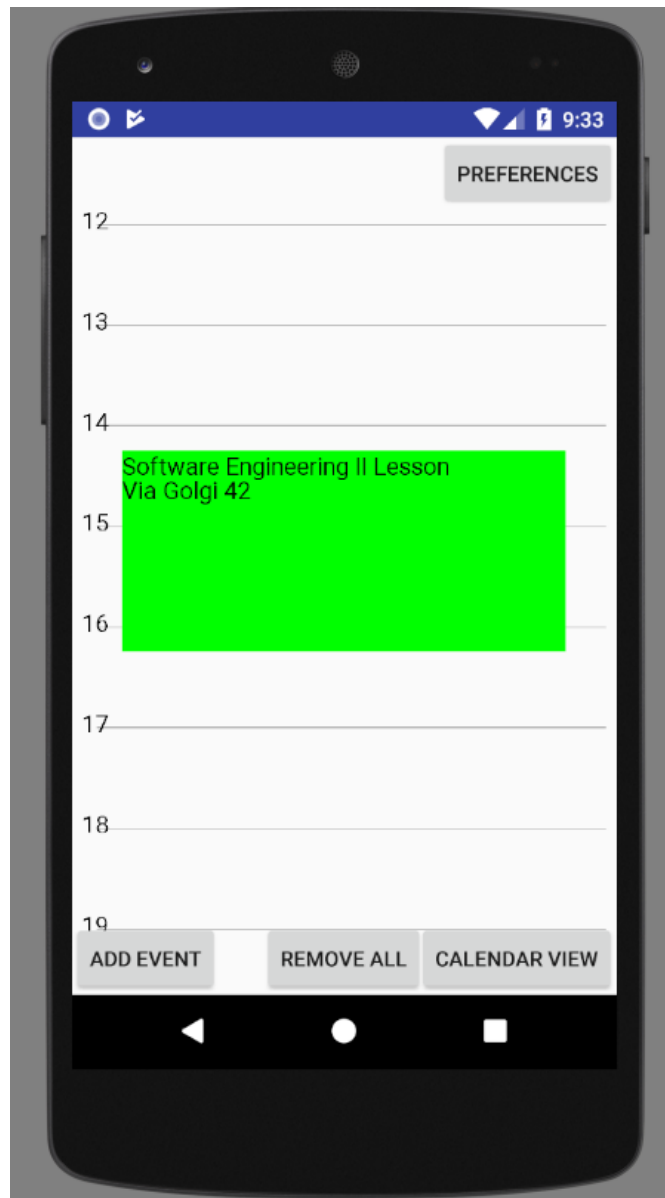 9:33
PREFERENCES
12
13
14
Software Engineering II Lesson
Via Golgi 42
15
16
17
18
19
ADD EVENT REMOVE ALL CALENDAR VIEW